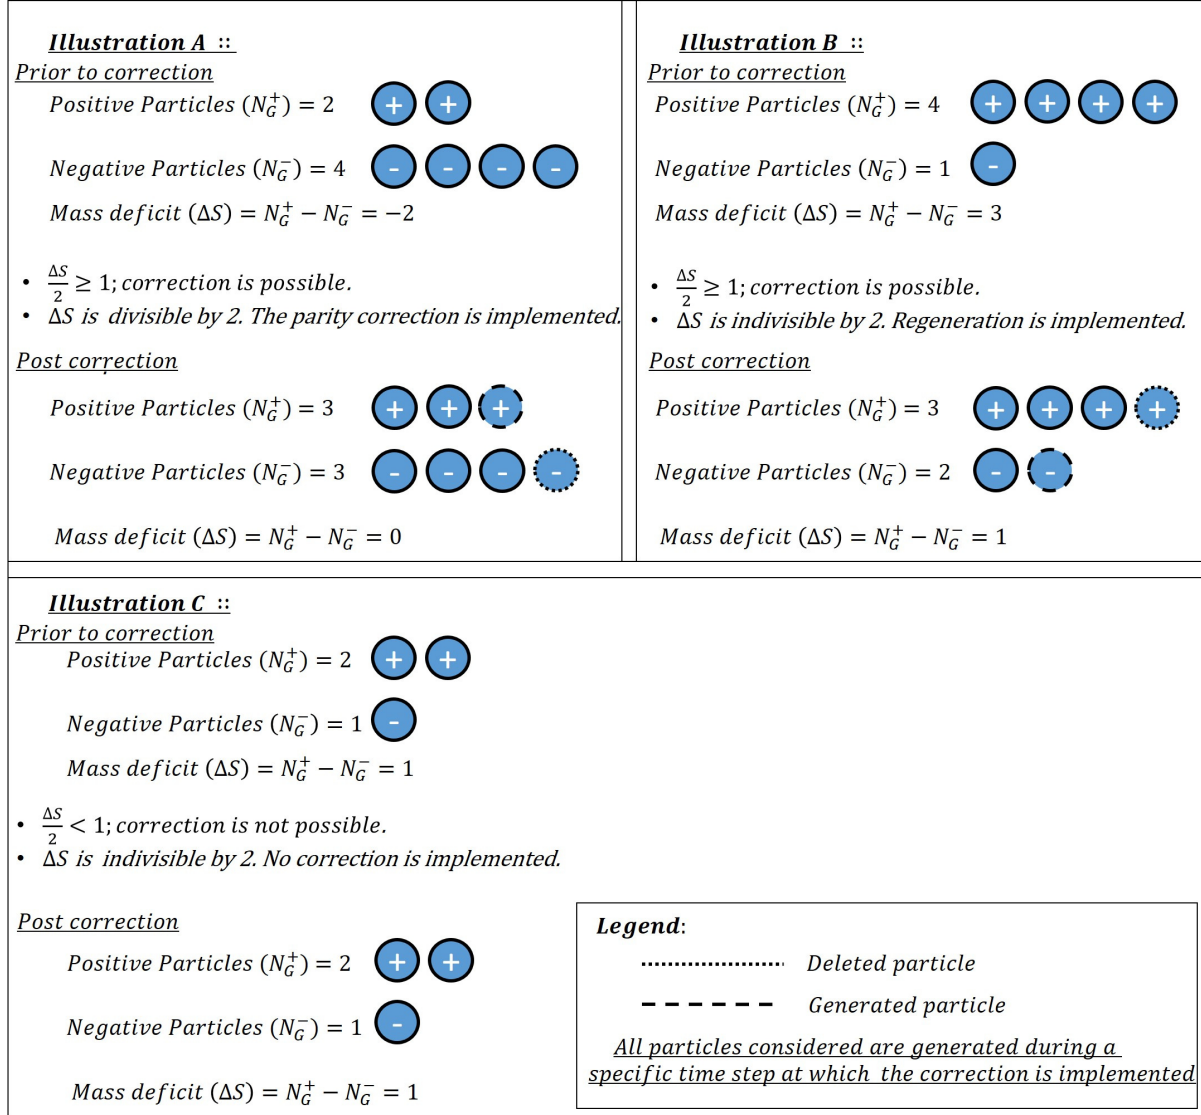 Illustration A ::
Prior to correction
Positive Particles (N_G^+) = 2 + +
Negative Particles (N_G^-) = 4 - - - -
Mass deficit (ΔS) = N_G^+ − N_G^- = −2
• ΔS/2 ≥ 1; correction is possible.
• ΔS is divisible by 2. The parity correction is implemented.
Post correction
Positive Particles (N_G^+) = 3 + + +
Negative Particles (N_G^-) = 3 - - - -
Mass deficit (ΔS) = N_G^+ − N_G^- = 0
Illustration B ::
Prior to correction
Positive Particles (N_G^+) = 4 + + + +
Negative Particles (N_G^-) = 1 -
Mass deficit (ΔS) = N_G^+ − N_G^- = 3
• ΔS/2 ≥ 1; correction is possible.
• ΔS is indivisible by 2. Regeneration is implemented.
Post correction
Positive Particles (N_G^+) = 3 + + + +
Negative Particles (N_G^-) = 2 - -
Mass deficit (ΔS) = N_G^+ − N_G^- = 1
Illustration C ::
Prior to correction
Positive Particles (N_G^+) = 2 + +
Negative Particles (N_G^-) = 1 -
Mass deficit (ΔS) = N_G^+ − N_G^- = 1
• ΔS/2 < 1; correction is not possible.
• ΔS is indivisible by 2. No correction is implemented.
Post correction
Positive Particles (N_G^+) = 2 + +
Negative Particles (N_G^-) = 1 -
Mass deficit (ΔS) = N_G^+ − N_G^- = 1
Legend:
Deleted particle
Generated particle
All particles considered are generated during a
specific time step at which the correction is implemented